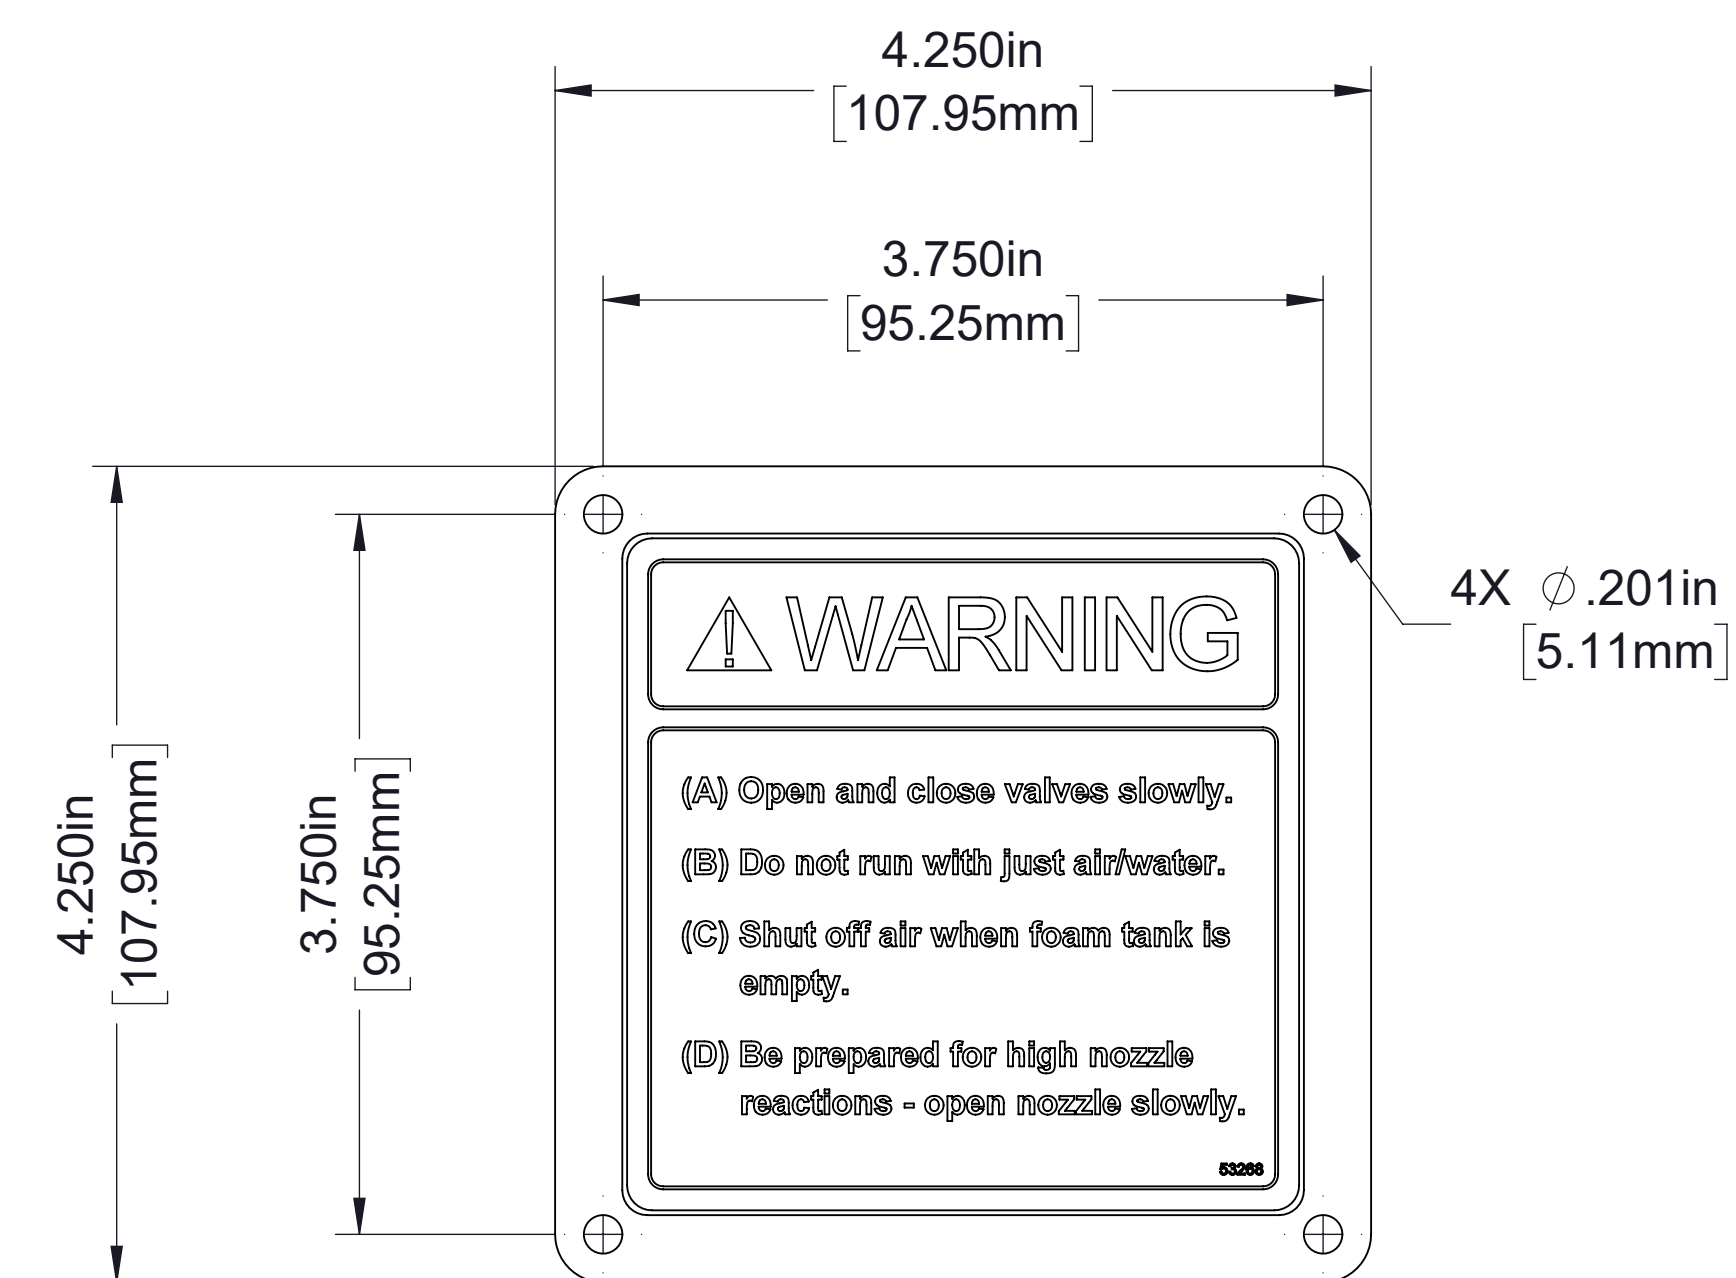 4.250in
[107.95mm]
3.750in
[95.25mm]
4X ⌀.201in
[5.11mm]
4.250in
[107.95mm]
3.750in
[95.25mm]
WARNING
(A) Open and close valves slowly.
(B) Do not run with just air/water.
(C) Shut off air when foam tank is
empty.
(D) Be prepared for high nozzle
reactions - open nozzle slowly.
53268